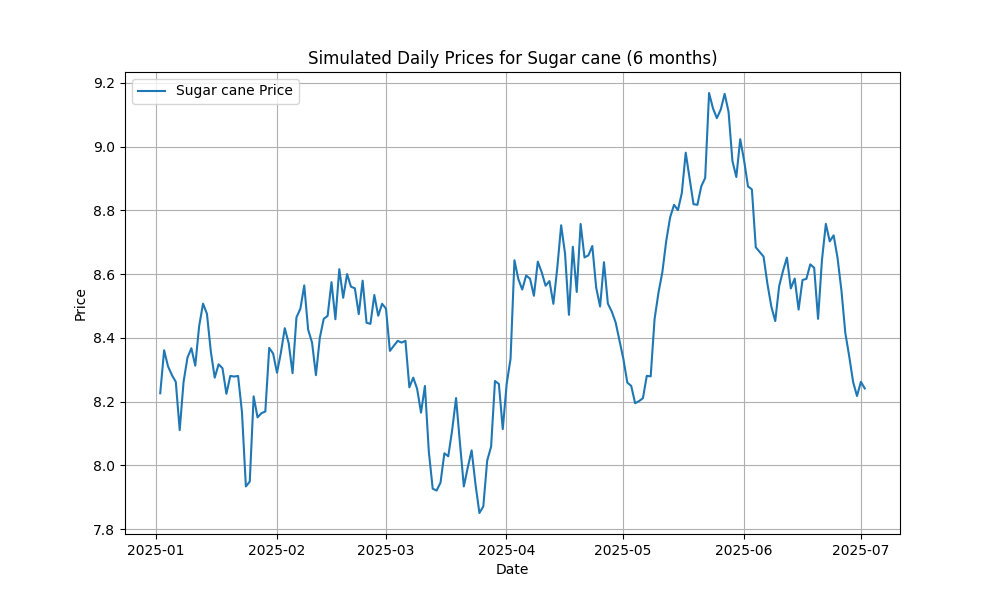 Simulated Daily Prices for Sugar cane (6 months)
Sugar cane Price
Price
9.2
9.0
8.8
8.6
8.4
8.2
8.0
7.8
2025-01 2025-02 2025-03 2025-04 2025-05 2025-06 2025-07
Date